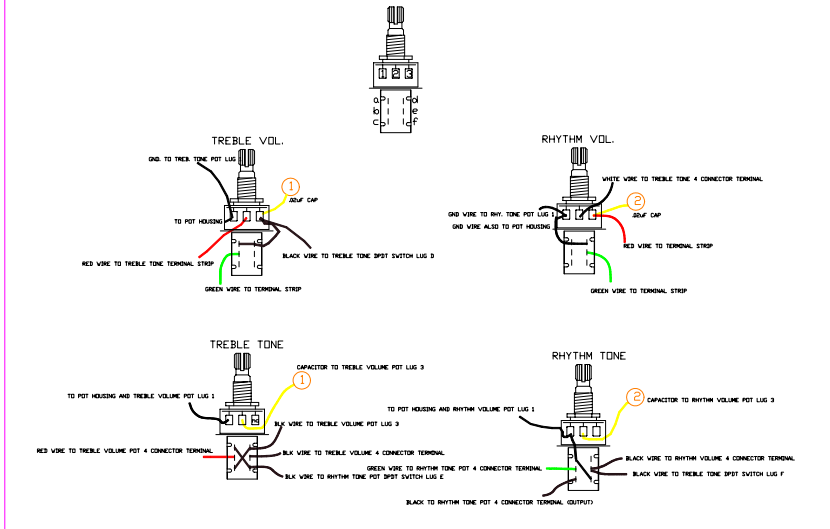 1 2 3
a d
b e
c f
TREBLE VOL.
GND. TO TREB. TONE POT LUG
1
.02uF CAP
TO POT HOUSING
RED WIRE TO TREBLE TONE TERMINAL STRIP
BLACK WIRE TO TREBLE TONE DPDT SWITCH LUG D
GREEN WIRE TO TERMINAL STRIP
RHYTHM VOL.
WHITE WIRE TO TREBLE TONE 4 CONNECTOR TERMINAL
2
.02uF CAP
GND WIRE TO RHY. TONE POT LUG 1
GND WIRE ALSO TO POT HOUSING
RED WIRE TO TERMINAL STRIP
GREEN WIRE TO TERMINAL STRIP
TREBLE TONE
CAPACITOR TO TREBLE VOLUME POT LUG 3
1
TO POT HOUSING AND TREBLE VOLUME POT LUG 1
BLK WIRE TO TREBLE VOLUME POT LUG 3
RED WIRE TO TREBLE VOLUME POT 4 CONNECTOR TERMINAL
BLK WIRE TO TREBLE VOLUME 4 CONNECTOR TERMINAL
BLK WIRE TO RHYTHM TONE POT DPDT SWITCH LUG E
RHYTHM TONE
2
CAPACITOR TO RHYTHM VOLUME POT LUG 3
TO POT HOUSING AND RHYTHM VOLUME POT LUG 1
BLACK WIRE TO RHYTHM VOLUME 4 CONNECTOR TERMINAL
GREEN WIRE TO RHYTHM TONE POT 4 CONNECTOR TERMINAL
BLACK WIRE TO TREBLE TONE DPDT SWITCH LUG F
BLACK TO RHYTHM TONE POT 4 CONNECTOR TERMINAL (OUTPUT)